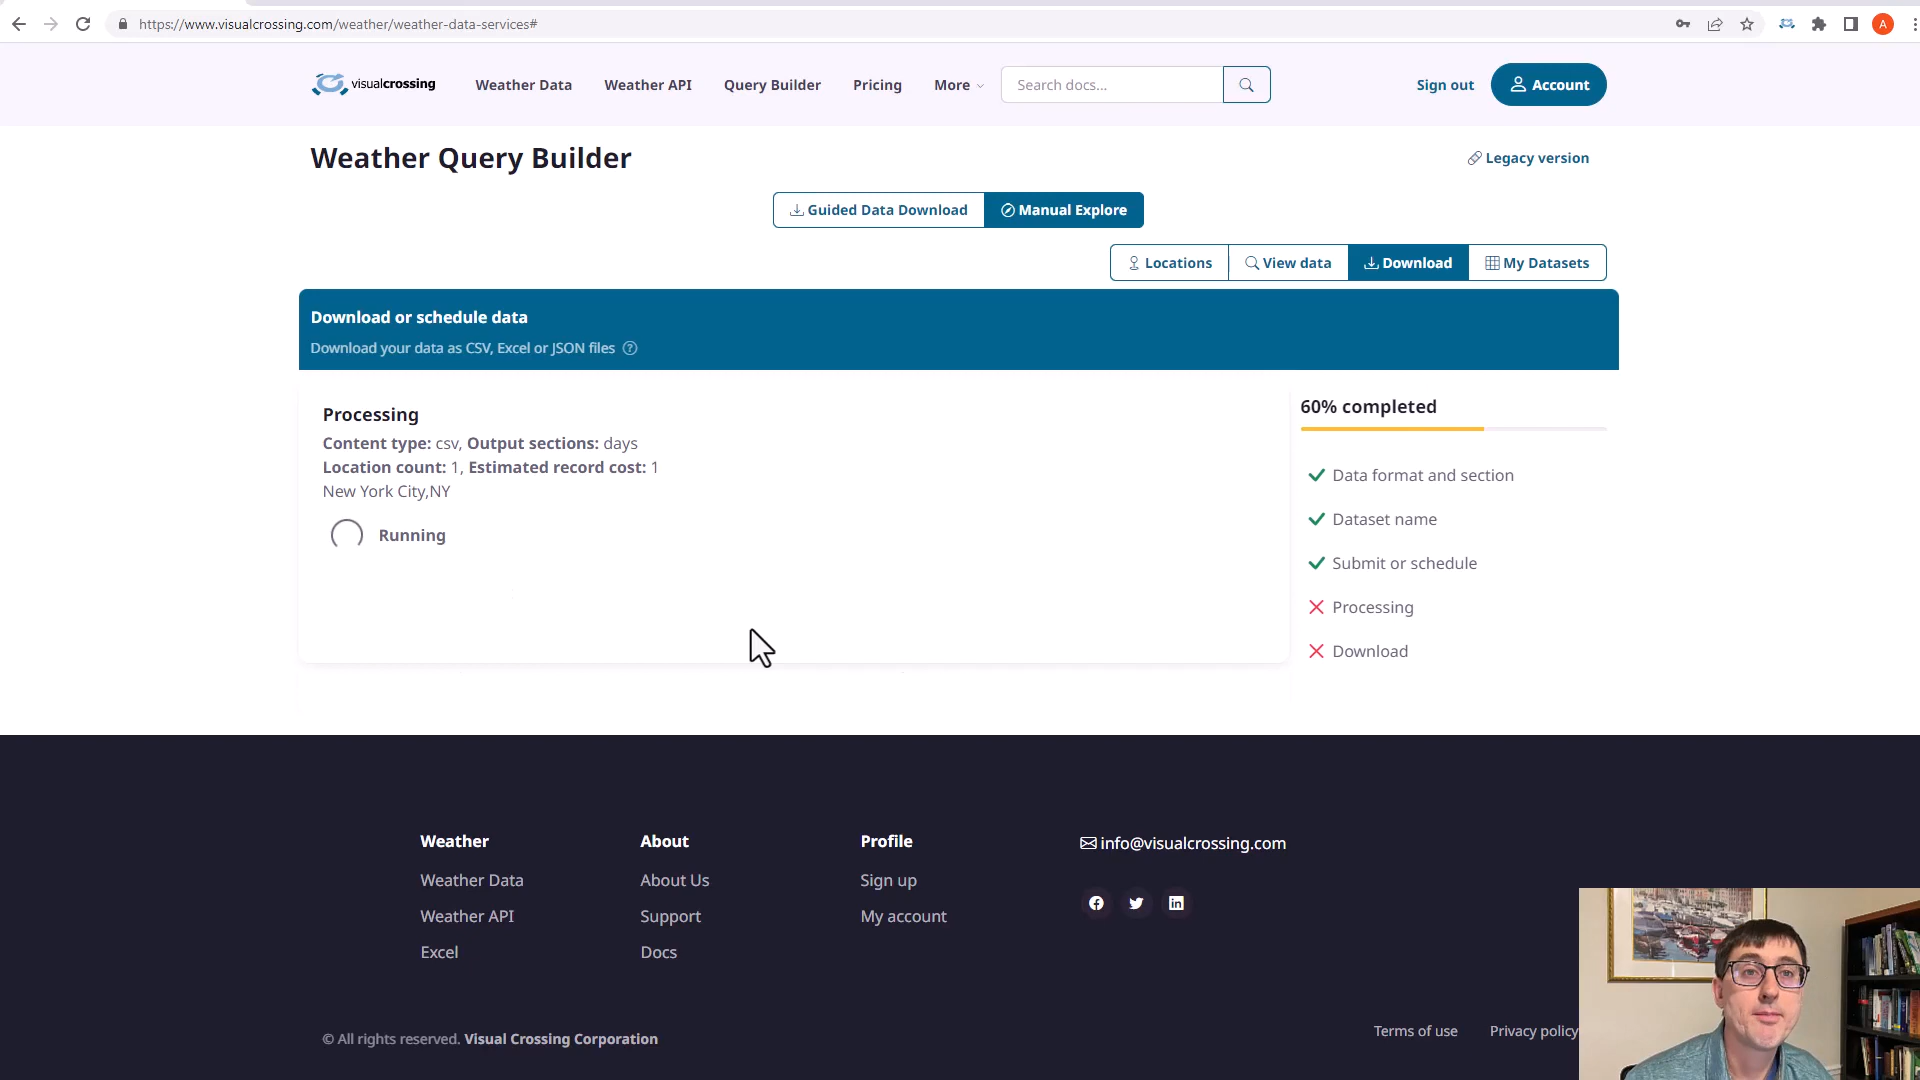 https://www.visualcrossing.com/weather/weather-data-services#
A
visualcrossing
Weather Data
Weather API
Query Builder
Pricing
More
Search docs...
Sign out
Account
Weather Query Builder
Legacy version
Guided Data Download
Manual Explore
Locations
View data
Download
My Datasets
Download or schedule data
Download your data as CSV, Excel or JSON files
Processing
Content type: csv, Output sections: days
Location count: 1, Estimated record cost: 1
New York City,NY
Running
60% completed
Data format and section
Dataset name
Submit or schedule
Processing
Download
Weather
Weather Data
Weather API
Excel
About
About Us
Support
Docs
Profile
Sign up
My account
info@visualcrossing.com
© All rights reserved. Visual Crossing Corporation
Terms of use
Privacy policy